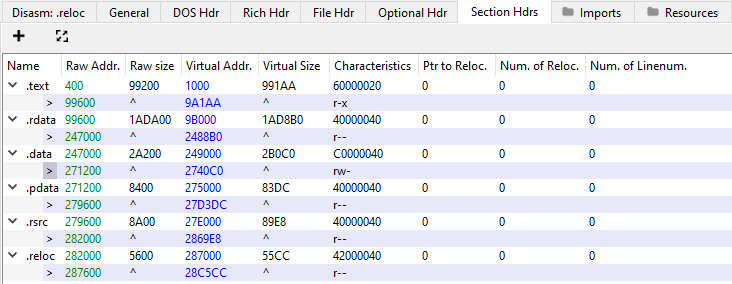 Disasm: .reloc General DOS Hdr Rich Hdr File Hdr Optional Hdr Section Hdrs Imports Resources
Name Raw Addr. Raw size Virtual Addr. Virtual Size Characteristics Ptr to Reloc. Num. of Reloc. Num. of Linenum.
.text 400 99200 1000 991AA 60000020 0 0 0
> 99600 ^ 9A1AA ^ r-x
.rdata 99600 1ADA00 9B000 1AD8B0 40000040 0 0 0
> 247000 ^ 2488B0 ^ r--
.data 247000 2A200 249000 2B0C0 C0000040 0 0 0
> 271200 ^ 2740C0 ^ rw-
.pdata 271200 8400 275000 83DC 40000040 0 0 0
> 279600 ^ 27D3DC ^ r--
.rsrc 279600 8A00 27E000 89E8 40000040 0 0 0
> 282000 ^ 2869E8 ^ r--
.reloc 282000 5600 287000 55CC 42000040 0 0 0
> 287600 ^ 28C5CC ^ r--